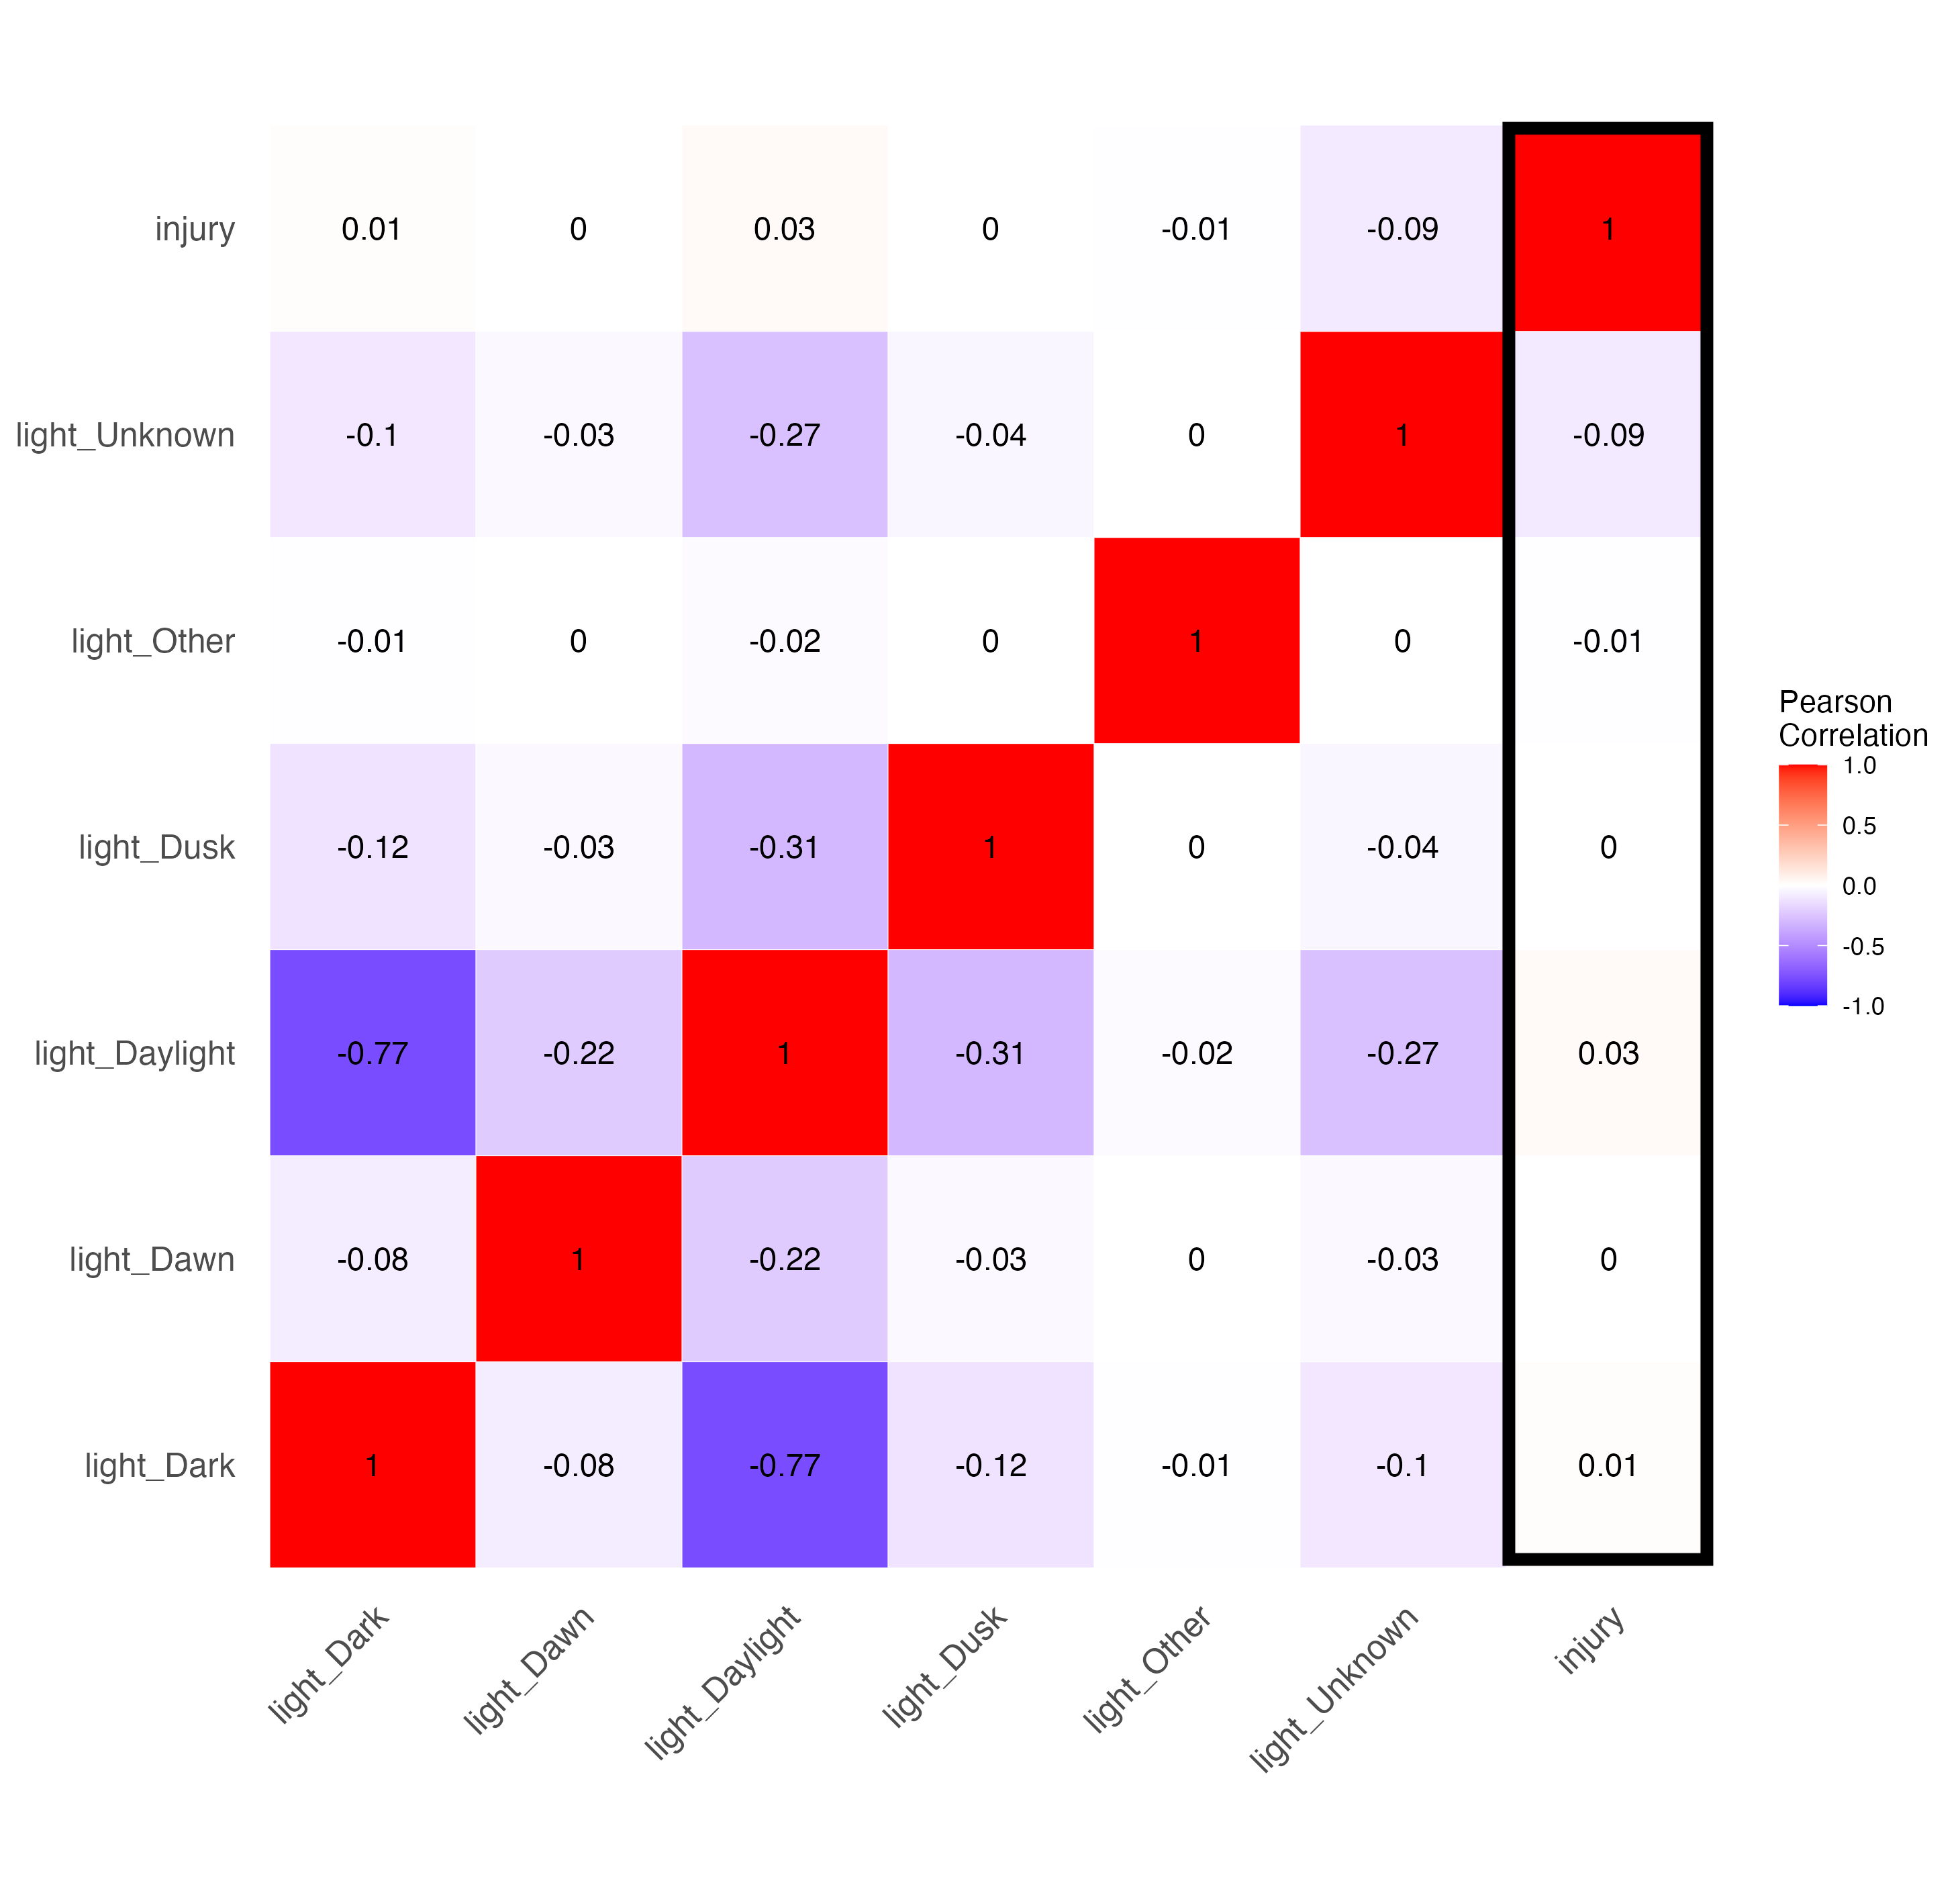 injury 0.01 0 0.03 0 -0.01 -0.09 1
light_Unknown -0.1 -0.03 -0.27 -0.04 0 1 -0.09
light_Other -0.01 0 -0.02 0 1 0 -0.01
light_Dusk -0.12 -0.03 -0.31 1 0 -0.04 0
light_Daylight -0.77 -0.22 1 -0.31 -0.02 -0.27 0.03
light_Dawn -0.08 1 -0.22 -0.03 0 -0.03 0
light_Dark 1 -0.08 -0.77 -0.12 -0.01 -0.1 0.01
light_Dark light_Dawn light_Daylight light_Dusk light_Other light_Unknown injury
Pearson
Correlation
1.0
0.5
0.0
-0.5
-1.0